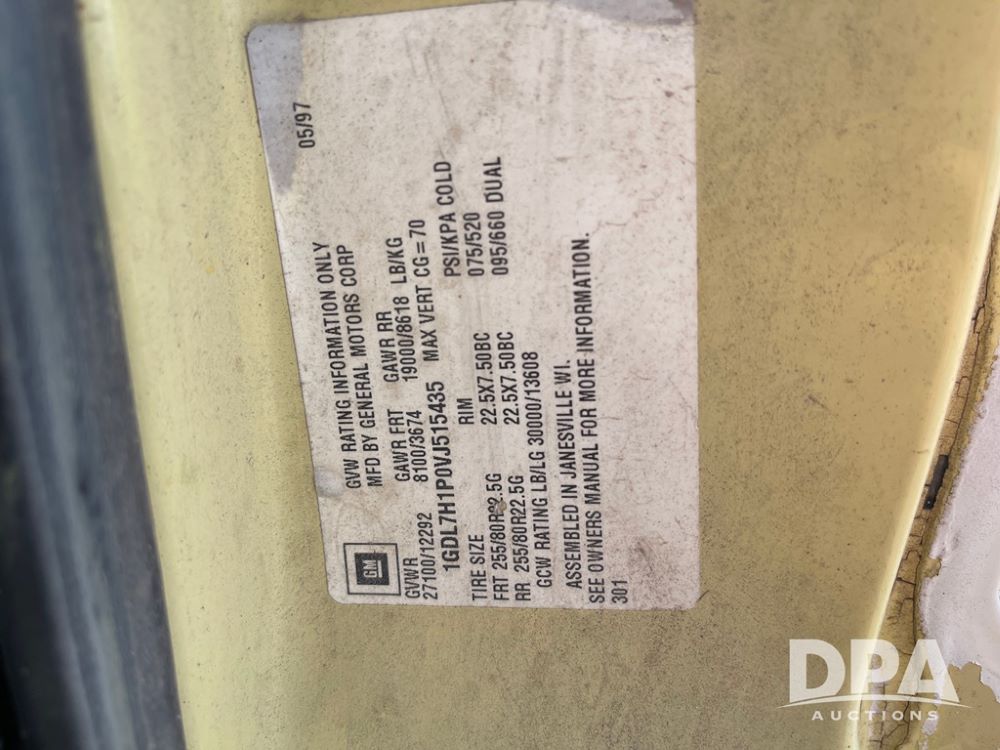 05/97
GVW RATING INFORMATION ONLY
MFD BY GENERAL MOTORS CORP
GM
GVWR GAWR FRT GAWR RR
27100/12292 8100/3674 19000/8618 LB/KG
1GDL7H1P0VJ515435 MAX VERT CG = 70
TIRE SIZE RIM PSI/KPA COLD
FRT 255/80R22.5G 22.5X7.50BC 075/520
RR 255/80R22.5G 22.5X7.50BC 095/660 DUAL
GCW RATING LB/LG 30000/13608
ASSEMBLED IN JANESVILLE WI.
SEE OWNERS MANUAL FOR MORE INFORMATION.
301
DPA
AUCTIONS